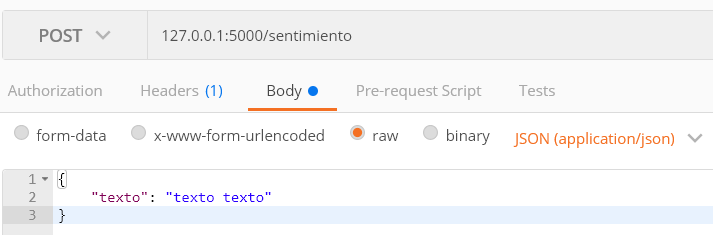 POST 127.0.0.1:5000/sentimiento
Authorization Headers (1) Body Pre-request Script Tests
form-data x-www-form-urlencoded raw binary JSON (application/json)
1 {
2 "texto": "texto texto"
3 }